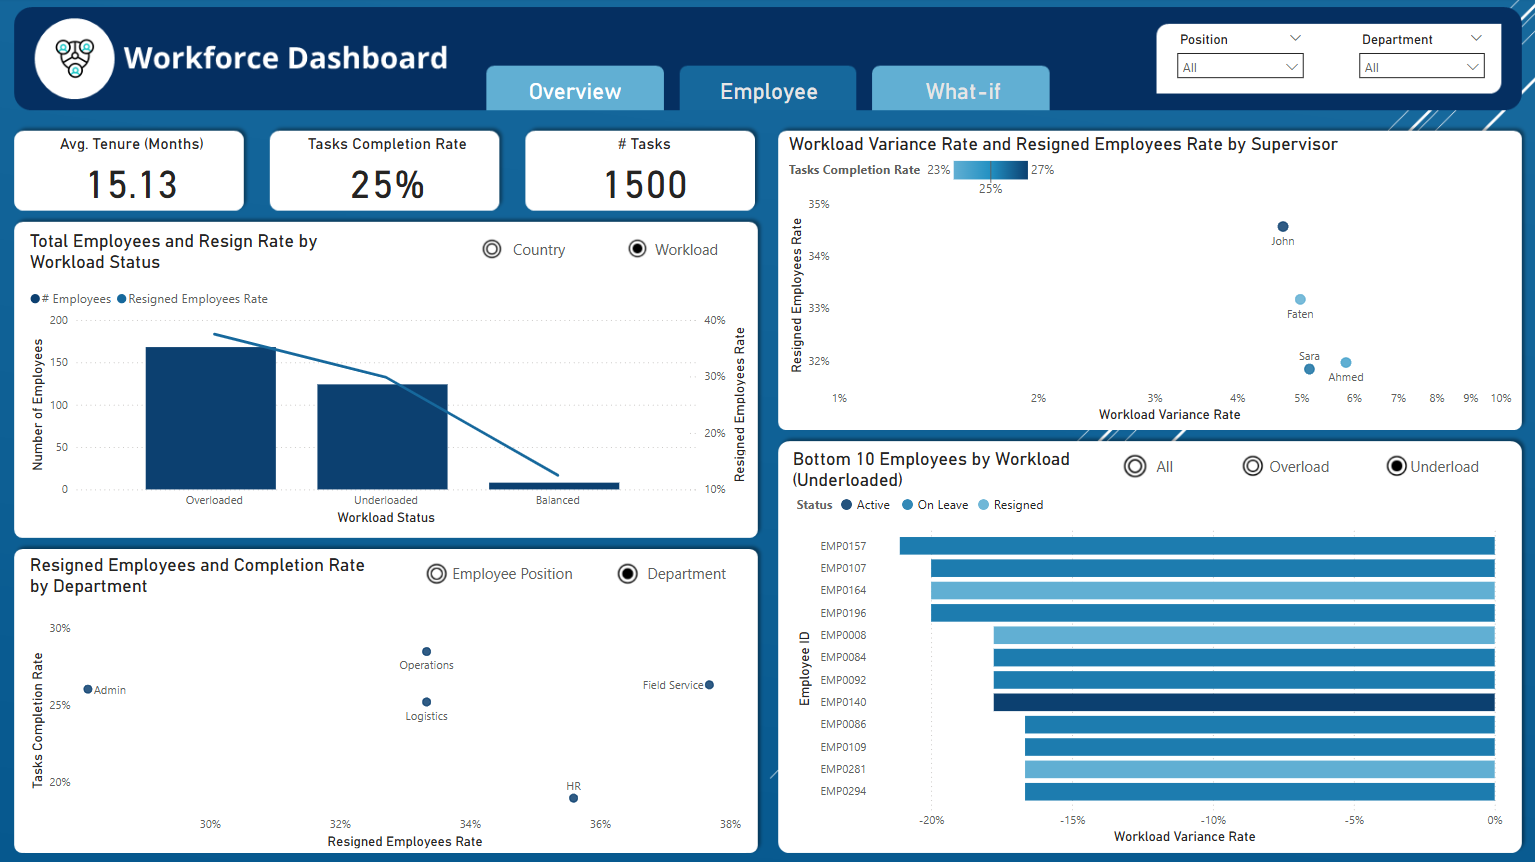 Workforce Dashboard
Overview
Employee
What-if
Position
All
Department
All
Avg. Tenure (Months)
15.13
Tasks Completion Rate
25%
# Tasks
1500
Total Employees and Resign Rate by
Workload Status
Country
Workload
# Employees
Resigned Employees Rate
Number of Employees
200
150
100
50
0
40%
30%
20%
10%
Resigned Employees Rate
Overloaded
Underloaded
Balanced
Workload Status
Resigned Employees and Completion Rate
by Department
Employee Position
Department
Tasks Completion Rate
30%
25%
20%
Operations
Admin
Field Service
Logistics
HR
30%
32%
34%
36%
38%
Resigned Employees Rate
Workload Variance Rate and Resigned Employees Rate by Supervisor
Tasks Completion Rate
23%
27%
25%
Resigned Employees Rate
35%
34%
33%
32%
John
Faten
Sara
Ahmed
1%
2%
3%
4%
5%
6%
7%
8%
9%
10%
Workload Variance Rate
Bottom 10 Employees by Workload
(Underloaded)
All
Overload
Underload
Status
Active
On Leave
Resigned
Employee ID
EMP0157
EMP0107
EMP0164
EMP0196
EMP0008
EMP0084
EMP0092
EMP0140
EMP0086
EMP0109
EMP0281
EMP0294
-20%
-15%
-10%
-5%
0%
Workload Variance Rate